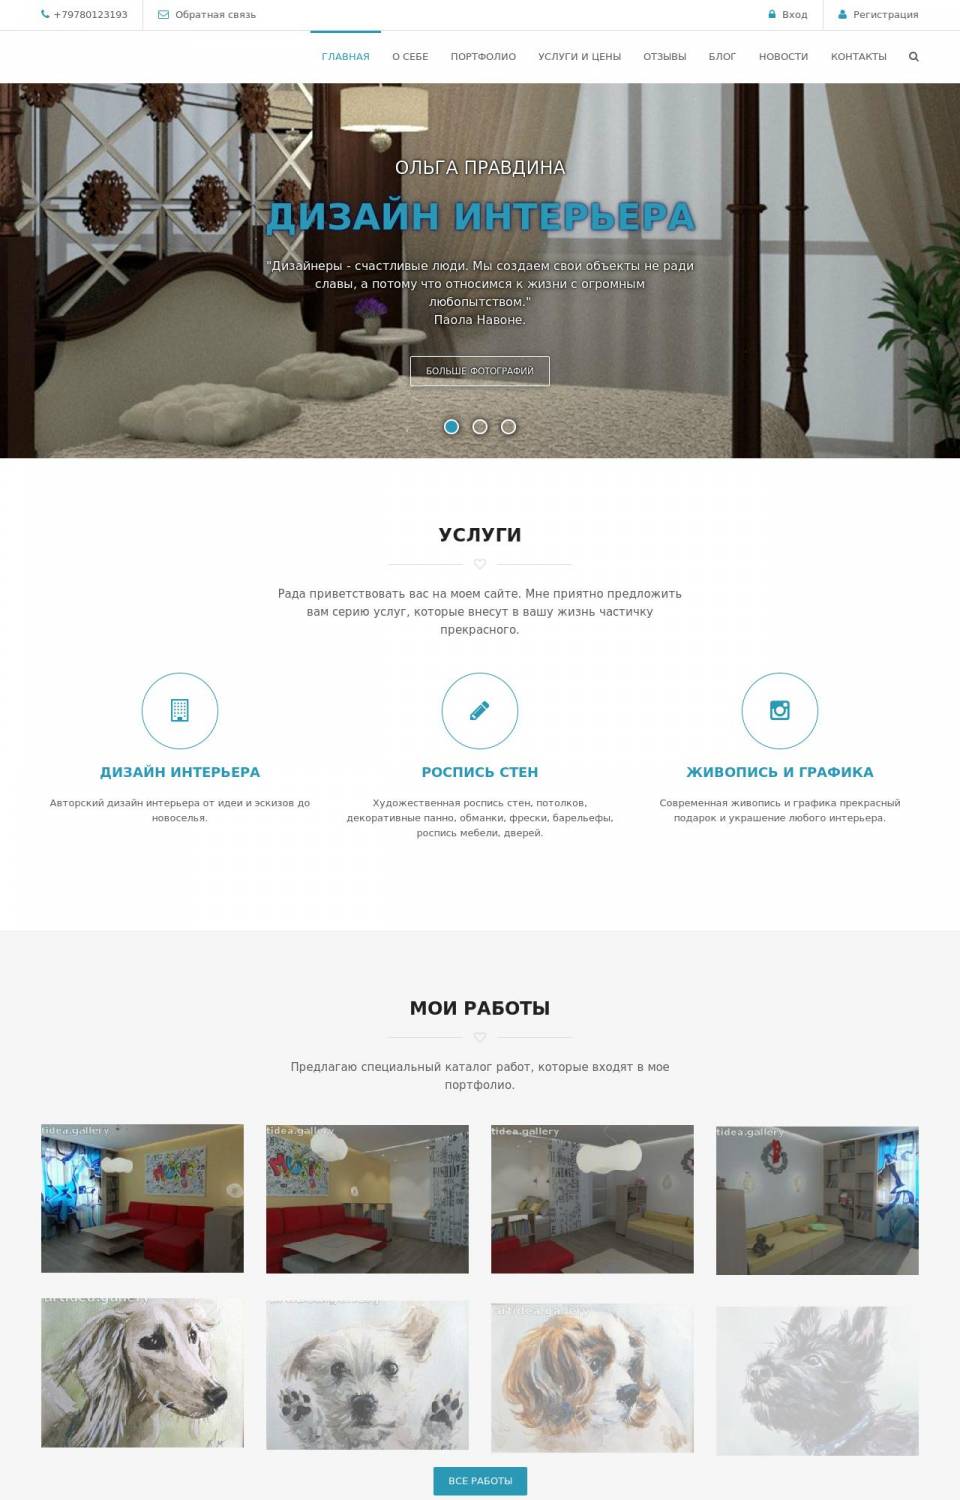 +79780123193
Обратная связь
Вход
Регистрация
ГЛАВНАЯ
О СЕБЕ
ПОРТФОЛИО
УСЛУГИ И ЦЕНЫ
ОТЗЫВЫ
БЛОГ
НОВОСТИ
КОНТАКТЫ
ОЛЬГА ПРАВДИНА
ДИЗАЙН ИНТЕРЬЕРА
"Дизайнеры - счастливые люди. Мы создаем свои объекты не ради
славы, а потому что относимся к жизни с огромным
любопытством."
Паола Навоне.
БОЛЬШЕ ФОТОГРАФИЙ
УСЛУГИ
Рада приветствовать вас на моем сайте. Мне приятно предложить
вам серию услуг, которые внесут в вашу жизнь частичку
прекрасного.
ДИЗАЙН ИНТЕРЬЕРА
Авторский дизайн интерьера от идеи и эскизов до
новоселья.
РОСПИСЬ СТЕН
Художественная роспись стен, потолков,
декоративные панно, обманки, фрески, барельефы,
роспись мебели, дверей.
ЖИВОПИСЬ И ГРАФИКА
Современная живопись и графика прекрасный
подарок и украшение любого интерьера.
МОИ РАБОТЫ
Предлагаю специальный каталог работ, которые входят в мое
портфолио.
tidea.gallery
tidea.gallery
tidea.gallery
tidea.gallery
artidea.gallery
artidea.gallery
ВСЕ РАБОТЫ